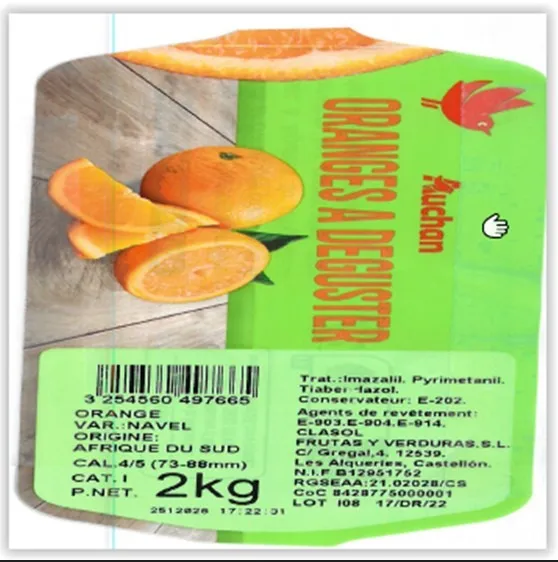 Auchan
ORANGES A DEGUSTER
3 254560 497665
ORANGE
VAR.:NAVEL
ORIGINE:
AFRIQUE DU SUD
CAL.4/5 (73-88mm)
CAT. I
P.NET. 2kg
2512028 17:22:31
Trat.:Imazalil. Pyrimetanil.
Conservateur: E-202.
Agents de revêtement:
E-903.E-904.E-914.
CLASOL
FRUTAS Y VERDURAS.S.L.
C/ Gregal,4. 12539.
Les Alqueries, Castellón.
N.I.F B12951752
RGSEAA:21.02028/CS
CoC 8428775000001
LOT I08 17/DR/22